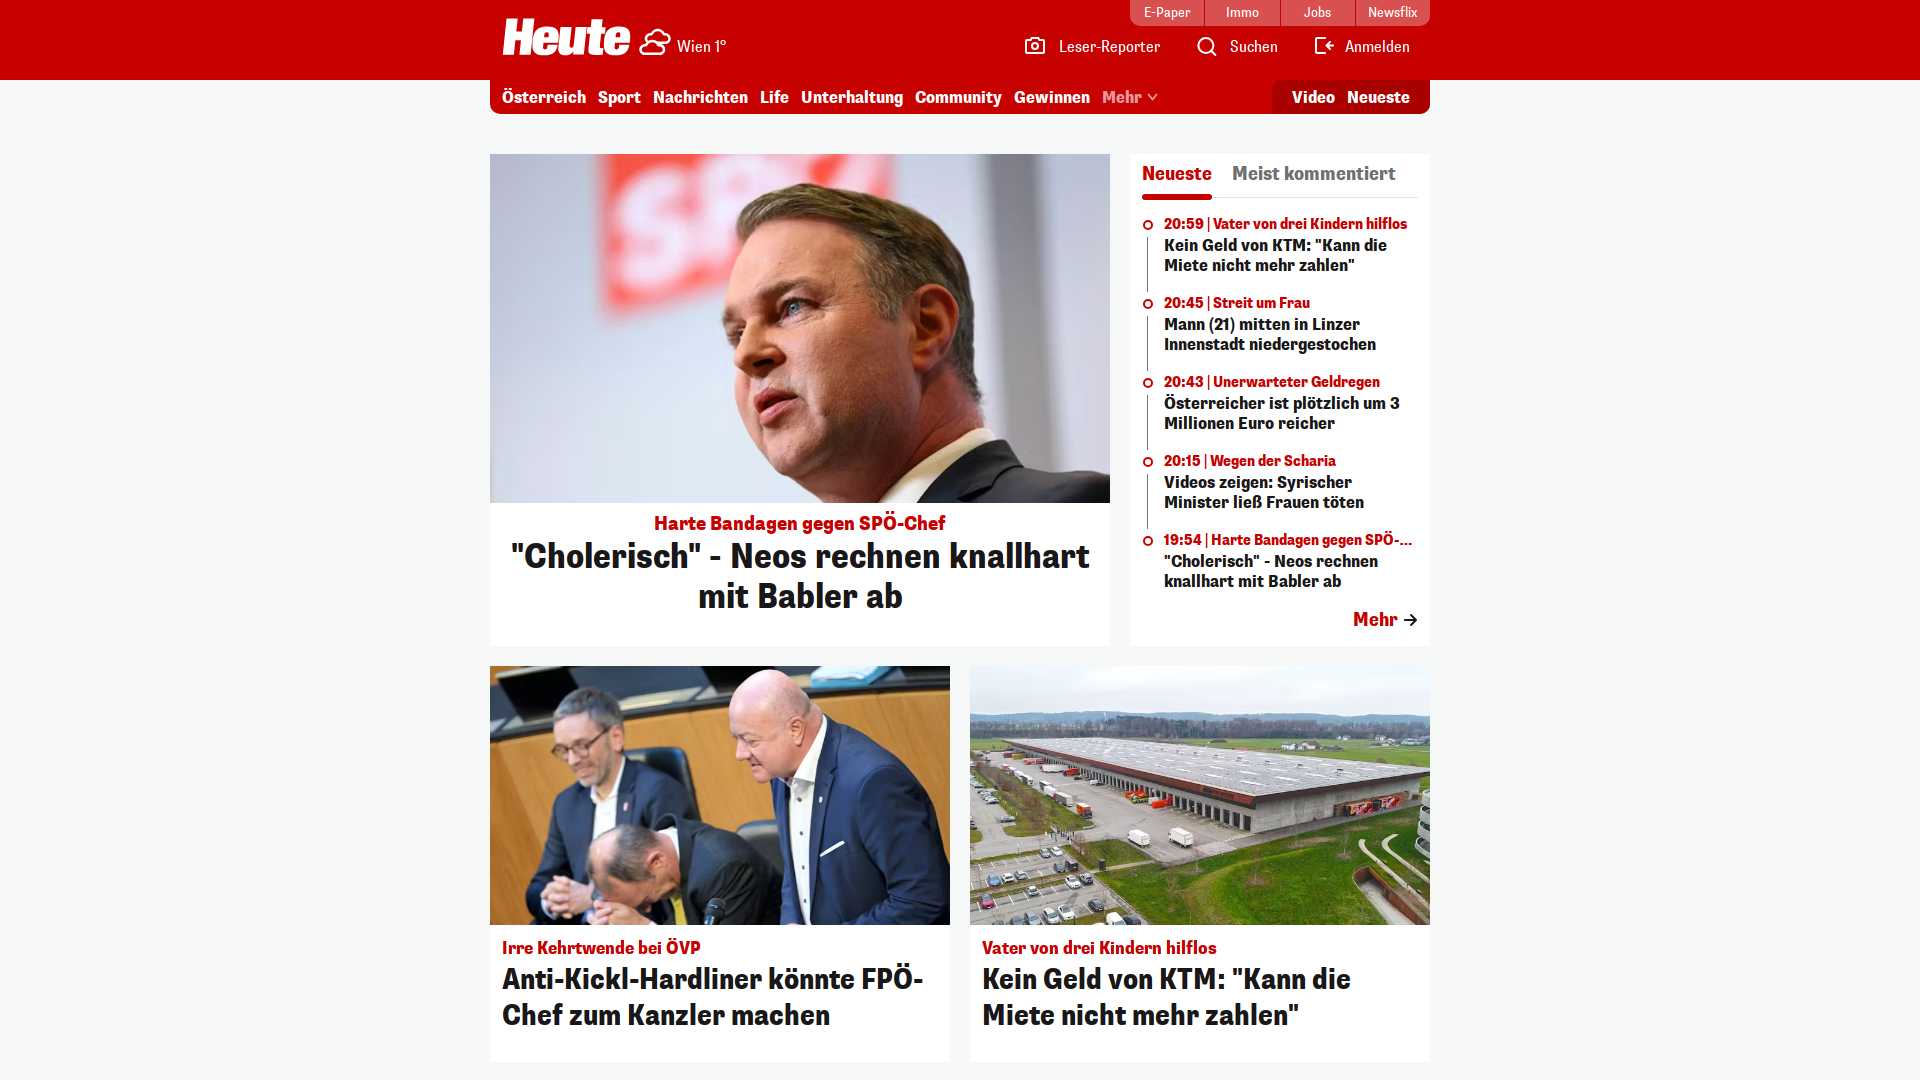 E-Paper
Immo
Jobs
Newsflix
Heute
Wien 1°
Leser-Reporter
Suchen
Anmelden
Österreich
Sport
Nachrichten
Life
Unterhaltung
Community
Gewinnen
Mehr
Video
Neueste
SPÖ
Harte Bandagen gegen SPÖ-Chef
"Cholerisch" - Neos rechnen knallhart
mit Babler ab
Neueste
Meist kommentiert
20:59 | Vater von drei Kindern hilflos
Kein Geld von KTM: "Kann die
Miete nicht mehr zahlen"
20:45 | Streit um Frau
Mann (21) mitten in Linzer
Innenstadt niedergestochen
20:43 | Unerwarteter Geldregen
Österreicher ist plötzlich um 3
Millionen Euro reicher
20:15 | Wegen der Scharia
Videos zeigen: Syrischer
Minister ließ Frauen töten
19:54 | Harte Bandagen gegen SPÖ-...
"Cholerisch" - Neos rechnen
knallhart mit Babler ab
Mehr
Irre Kehrtwende bei ÖVP
Anti-Kickl-Hardliner könnte FPÖ-
Chef zum Kanzler machen
Vater von drei Kindern hilflos
Kein Geld von KTM: "Kann die
Miete nicht mehr zahlen"